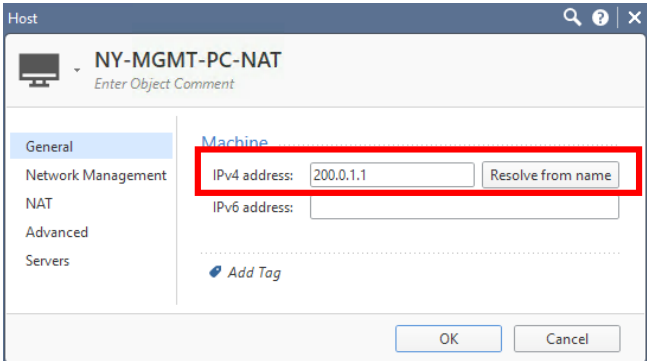 Host
NY-MGMT-PC-NAT
Enter Object Comment
General
Network Management
NAT
Advanced
Servers
Machine
IPv4 address: 200.0.1.1 Resolve from name
IPv6 address:
Add Tag
OK Cancel